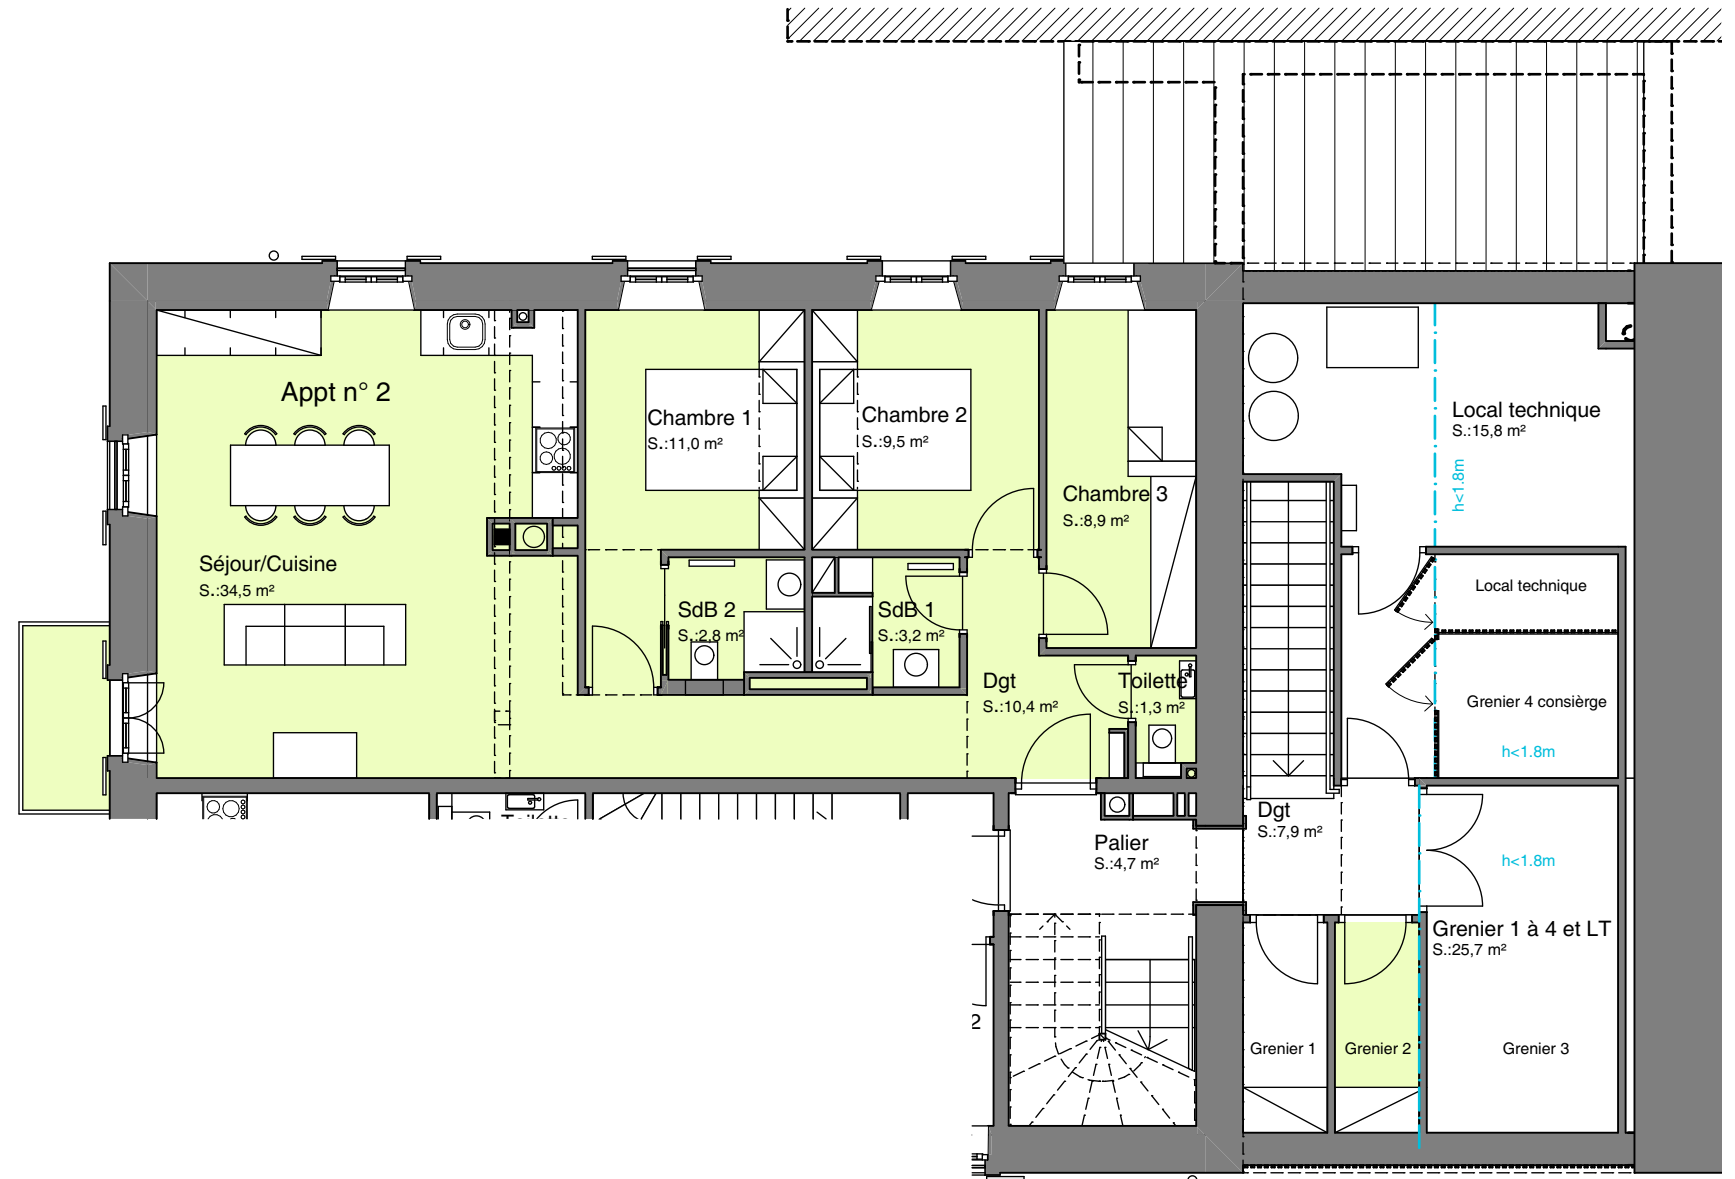 Appt n° 2
Chambre 1
S.:11,0 m²
Chambre 2
S.:9,5 m²
Chambre 3
S.:8,9 m²
Local technique
S.:15,8 m²
h<1.8m
Séjour/Cuisine
S.:34,5 m²
SdB 2
S.:2,8 m²
SdB 1
S.:3,2 m²
Local technique
Dgt
S.:10,4 m²
Toilette
S.:1,3 m²
Grenier 4 consièrge
h<1.8m
Toilette
Dgt
S.:7,9 m²
Palier
S.:4,7 m²
h<1.8m
Grenier 1 à 4 et LT
S.:25,7 m²
2
Grenier 1
Grenier 2
Grenier 3